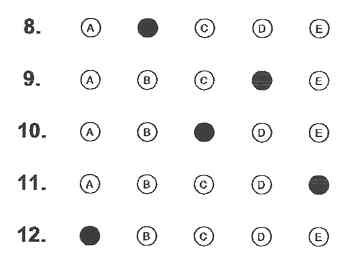 8. A C D E
9. A B C E
10. A B D E
11. A B C D
12. B C D E